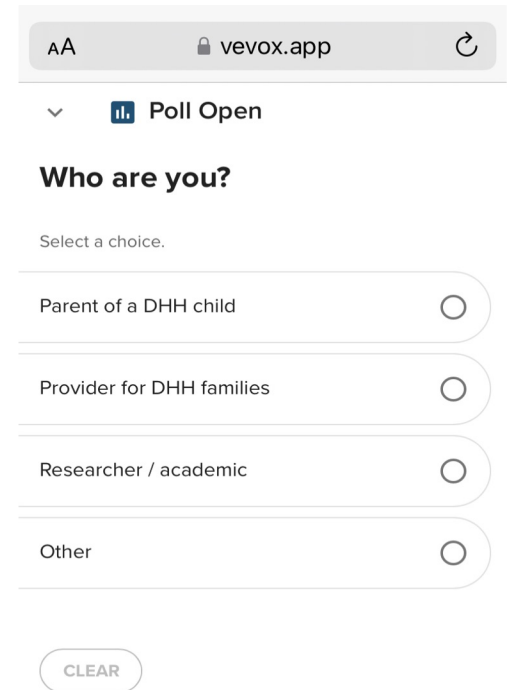 AA vevox.app
Poll Open
Who are you?
Select a choice.
Parent of a DHH child
Provider for DHH families
Researcher / academic
Other
CLEAR